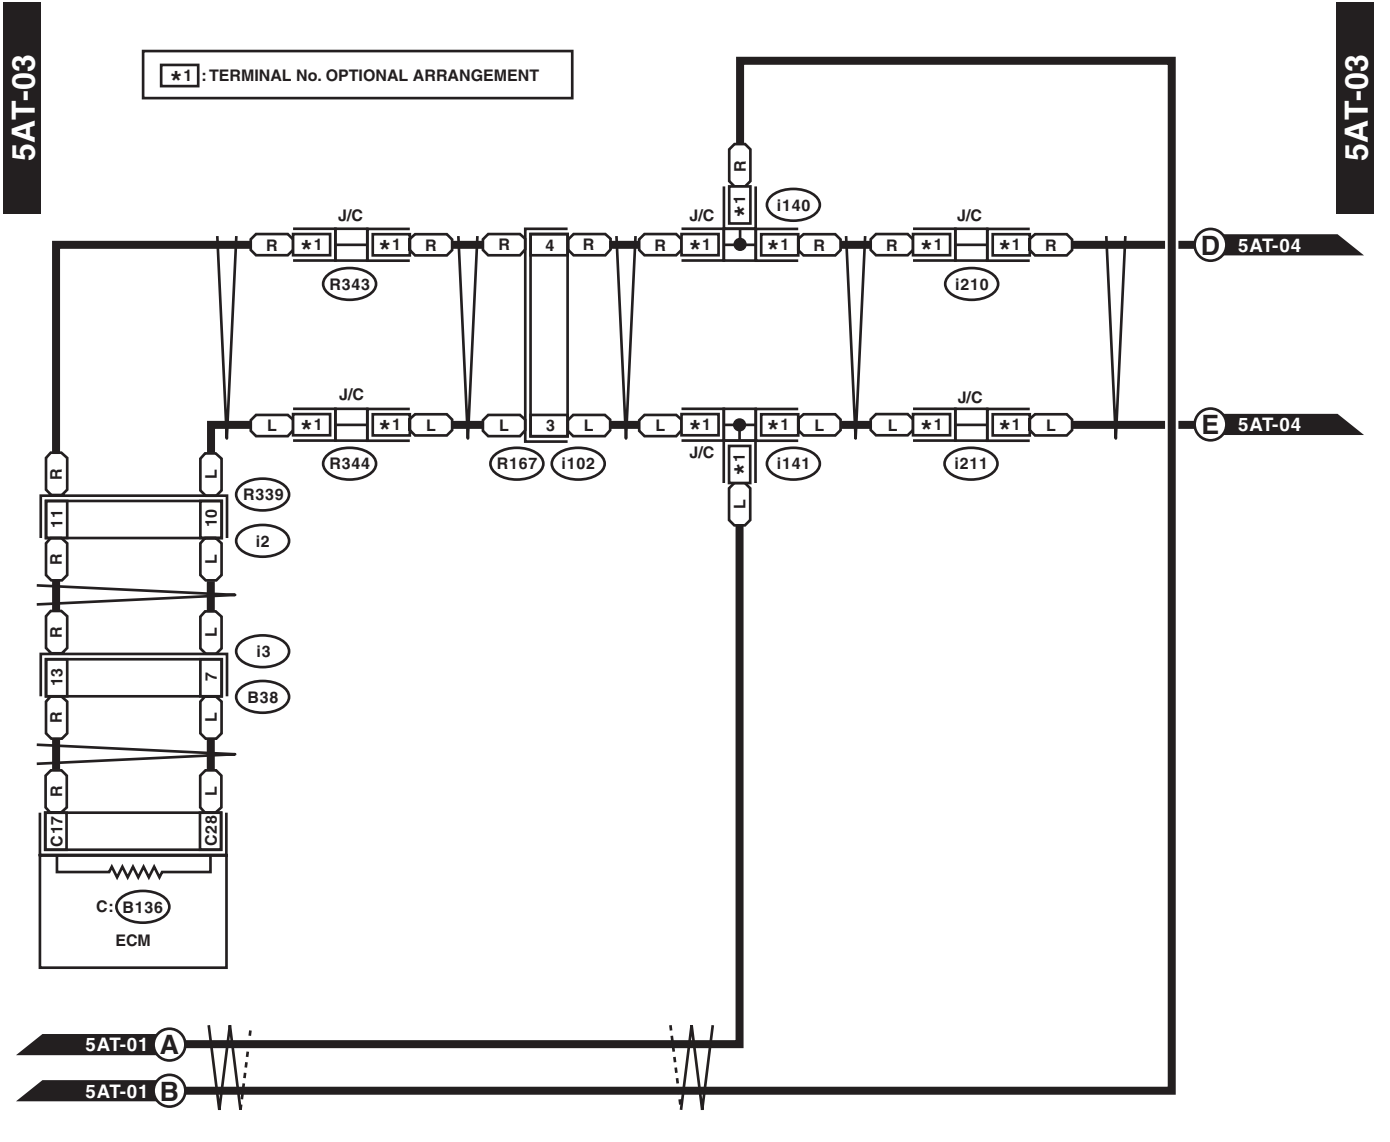 5AT-03
5AT-03
*1 : TERMINAL No. OPTIONAL ARRANGEMENT
R
*1
i140
J/C
J/C
J/C
R *1 *1 R R 4 R R *1 *1 R R *1 *1 R D 5AT-04
R343
i210
J/C
J/C
L *1 *1 L L 3 L L *1 *1 L L *1 *1 L E 5AT-04
R344
R167
i102
J/C
*1
i141
i211
L
R L
R339
11 10
i2
R L
R L
i3
13 7
B38
R L
R L
C17 C28
C: B136
ECM
5AT-01 A
5AT-01 B